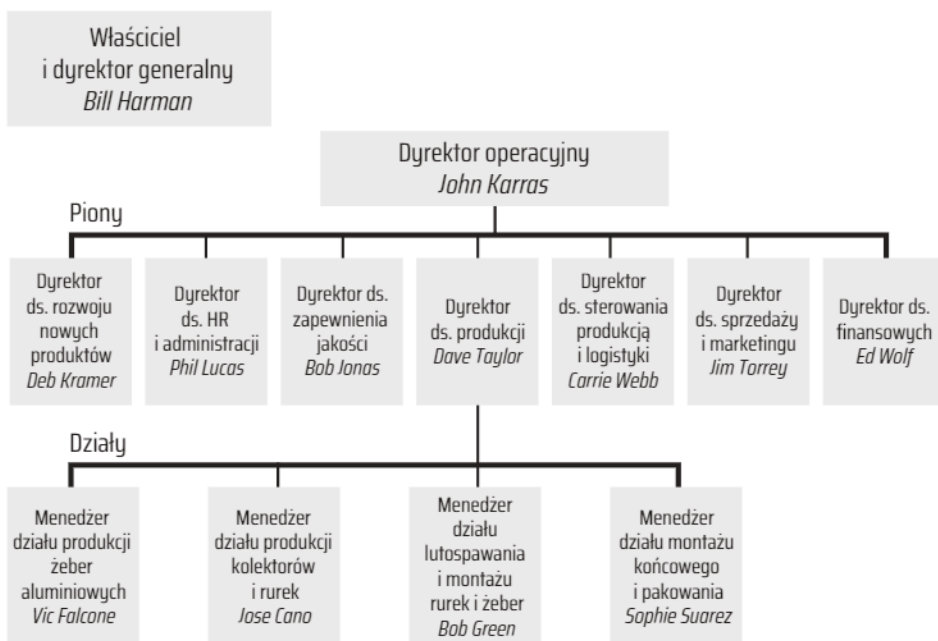 Właściciel
i dyrektor generalny
Bill Harman
Dyrektor operacyjny
John Karras
Piony
Dyrektor
ds. rozwoju
nowych
produktów
Deb Kramer
Dyrektor
ds. HR
i administracji
Phil Lucas
Dyrektor ds.
zapewnienia
jakości
Bob Jonas
Dyrektor
ds. produkcji
Dave Taylor
Dyrektor
ds. sterowania
produkcją
i logistyki
Carrie Webb
Dyrektor
ds. sprzedaży
i marketingu
Jim Torrey
Dyrektor ds.
finansowych
Ed Wolf
Działy
Menedżer
działu produkcji
żeber
aluminiowych
Vic Falcone
Menedżer
działu produkcji
kolektorów
i rurek
Jose Cano
Menedżer
działu
lutospawania
i montażu
rurek i żeber
Bob Green
Menedżer
działu montażu
końcowego
i pakowania
Sophie Suarez